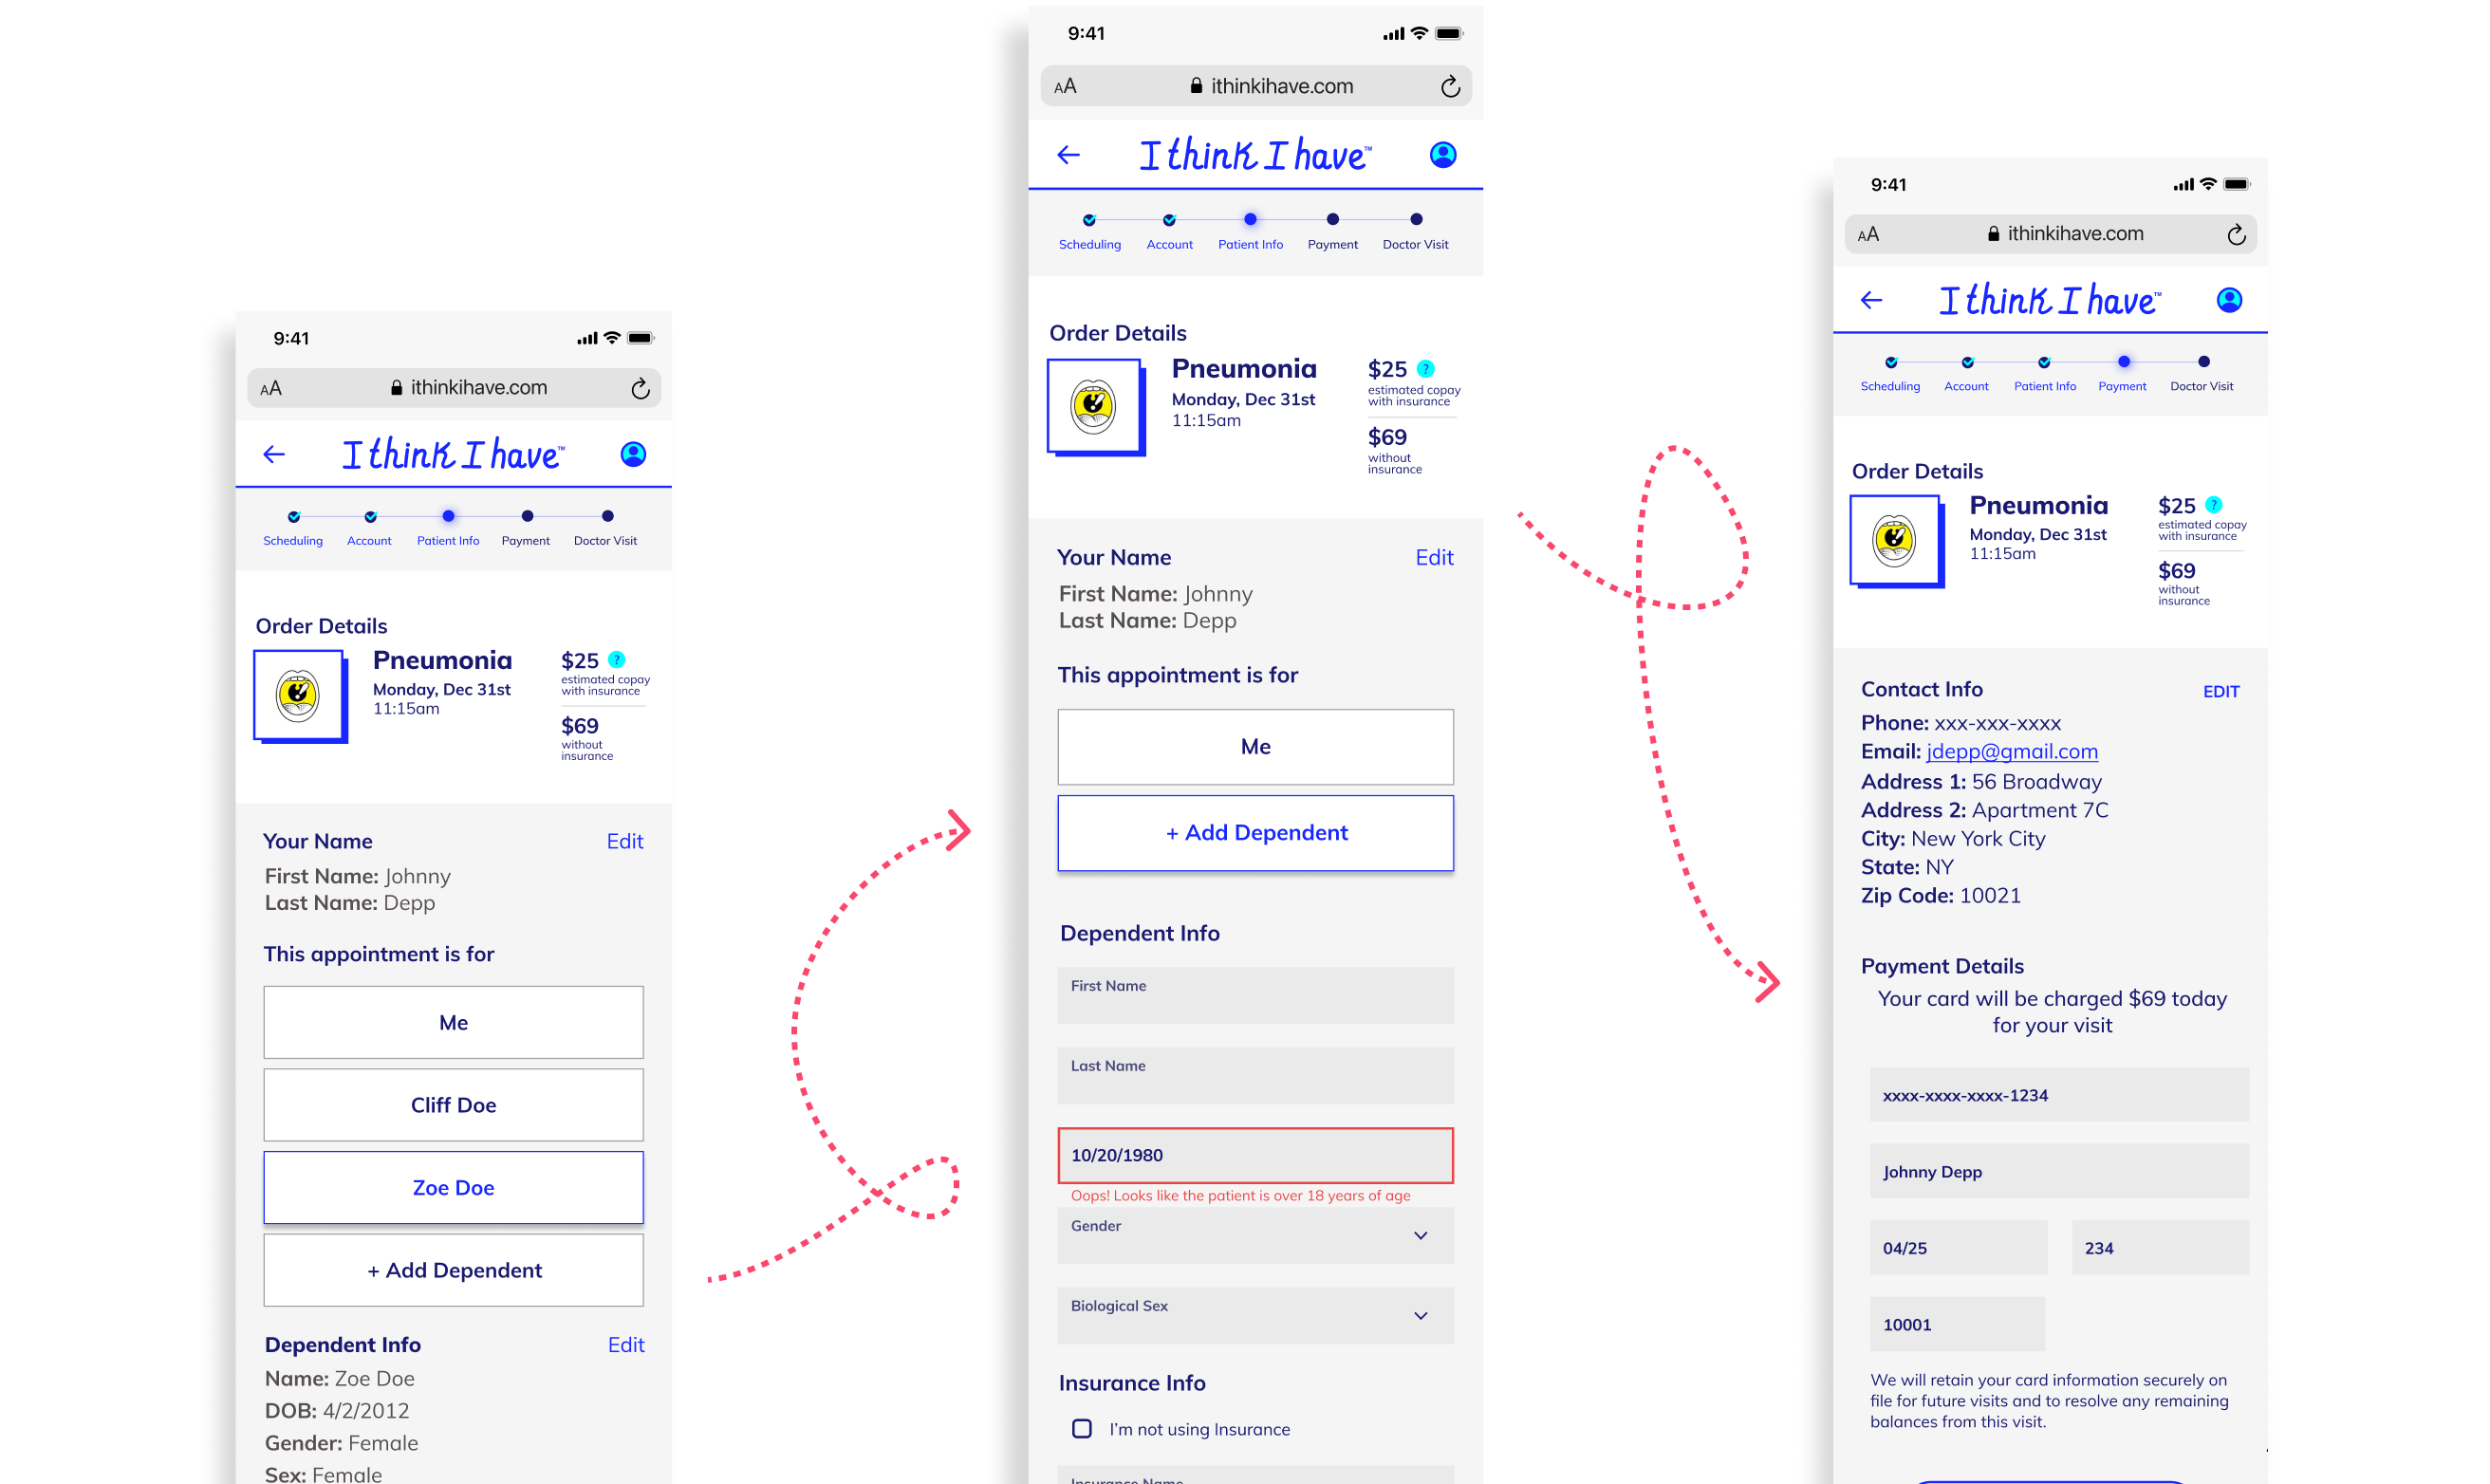 9:41
AA ithinkihave.com
I think I have™
Scheduling Account Patient Info Payment Doctor Visit
Order Details
Pneumonia
Monday, Dec 31st
11:15am
$25 ?
estimated copay
with insurance
$69
without
insurance
Your Name Edit
First Name: Johnny
Last Name: Depp
This appointment is for
Me
Cliff Doe
Zoe Doe
+ Add Dependent
Dependent Info Edit
Name: Zoe Doe
DOB: 4/2/2012
Gender: Female
Sex: Female
9:41
AA ithinkihave.com
I think I have™
Scheduling Account Patient Info Payment Doctor Visit
Order Details
Pneumonia
Monday, Dec 31st
11:15am
$25 ?
estimated copay
with insurance
$69
without
insurance
Your Name Edit
First Name: Johnny
Last Name: Depp
This appointment is for
Me
+ Add Dependent
Dependent Info
First Name
Last Name
10/20/1980
Oops! Looks like the patient is over 18 years of age
Gender
Biological Sex
Insurance Info
I'm not using Insurance
Insurance Name
9:41
AA ithinkihave.com
I think I have™
Scheduling Account Patient Info Payment Doctor Visit
Order Details
Pneumonia
Monday, Dec 31st
11:15am
$25 ?
estimated copay
with insurance
$69
without
insurance
Contact Info EDIT
Phone: xxx-xxx-xxxx
Email: jdepp@gmail.com
Address 1: 56 Broadway
Address 2: Apartment 7C
City: New York City
State: NY
Zip Code: 10021
Payment Details
Your card will be charged $69 today
for your visit
xxxx-xxxx-xxxx-1234
Johnny Depp
04/25 234
10001
We will retain your card information securely on
file for future visits and to resolve any remaining
balances from this visit.